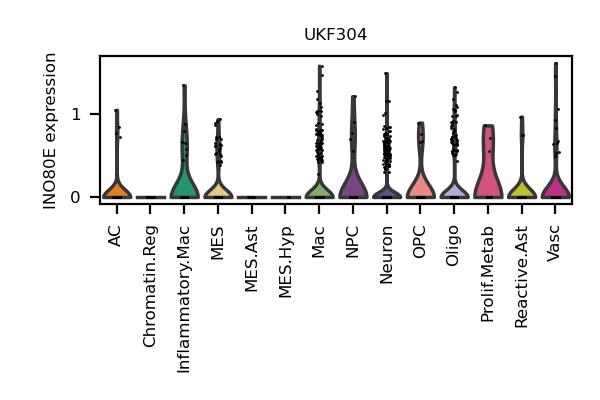 UKF304
INO80E expression
1
0
AC
Chromatin.Reg
Inflammatory.Mac
MES
MES.Ast
MES.Hyp
Mac
NPC
Neuron
OPC
Oligo
Prolif.Metab
Reactive.Ast
Vasc